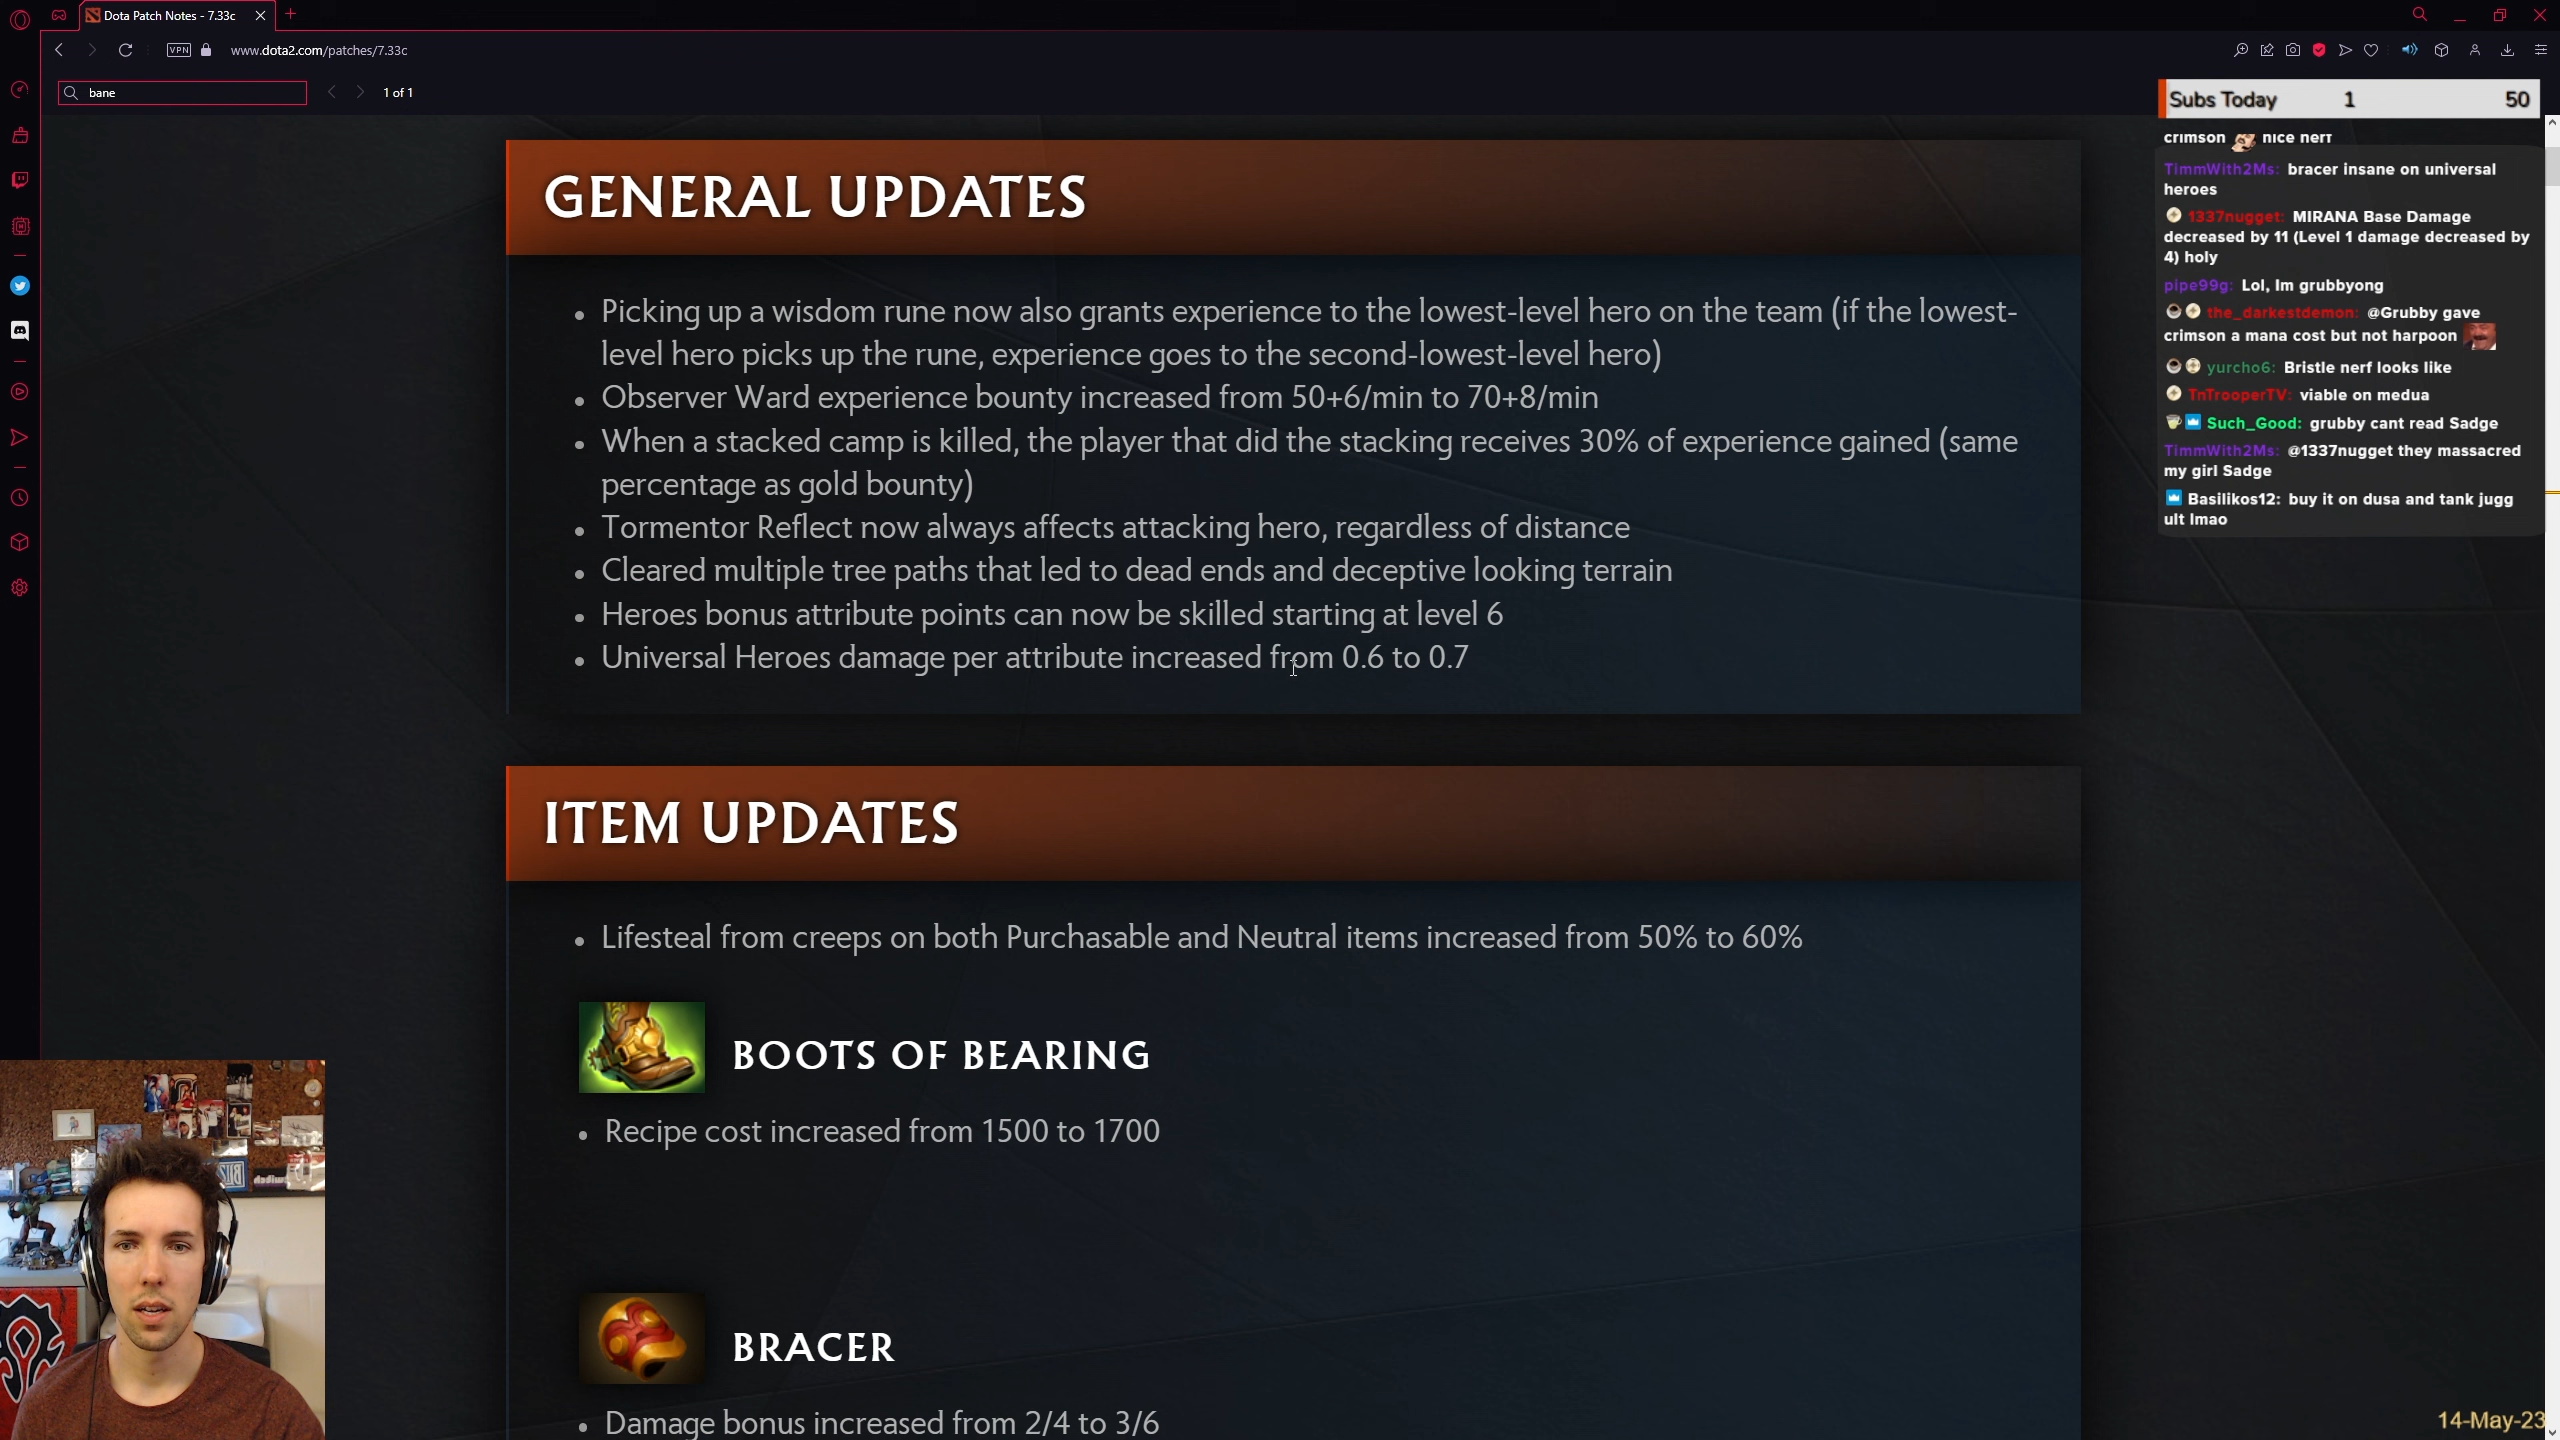 Dota Patch Notes - 7.33c
VPN
www.dota2.com/patches/7.33c
bane
1 of 1
Subs Today 1 50
crimson nice nerf
TimmWith2Ms: bracer insane on universal
heroes
1337nugget: MIRANA Base Damage
decreased by 11 (Level 1 damage decreased by
4) holy
pipe99g: Lol, Im grubbyong
the_darkestdemon: @Grubby gave
crimson a mana cost but not harpoon
yurcho6: Bristle nerf looks like
TnTrooperTV: viable on medua
Such_Good: grubby cant read Sadge
TimmWith2Ms: @1337nugget they massacred
my girl Sadge
Basilikos12: buy it on dusa and tank jugg
ult lmao
GENERAL UPDATES
• Picking up a wisdom rune now also grants experience to the lowest-level hero on the team (if the lowest-
level hero picks up the rune, experience goes to the second-lowest-level hero)
• Observer Ward experience bounty increased from 50+6/min to 70+8/min
• When a stacked camp is killed, the player that did the stacking receives 30% of experience gained (same
percentage as gold bounty)
• Tormentor Reflect now always affects attacking hero, regardless of distance
• Cleared multiple tree paths that led to dead ends and deceptive looking terrain
• Heroes bonus attribute points can now be skilled starting at level 6
• Universal Heroes damage per attribute increased from 0.6 to 0.7
ITEM UPDATES
• Lifesteal from creeps on both Purchasable and Neutral items increased from 50% to 60%
BOOTS OF BEARING
• Recipe cost increased from 1500 to 1700
BRACER
• Damage bonus increased from 2/4 to 3/6
14-May-23